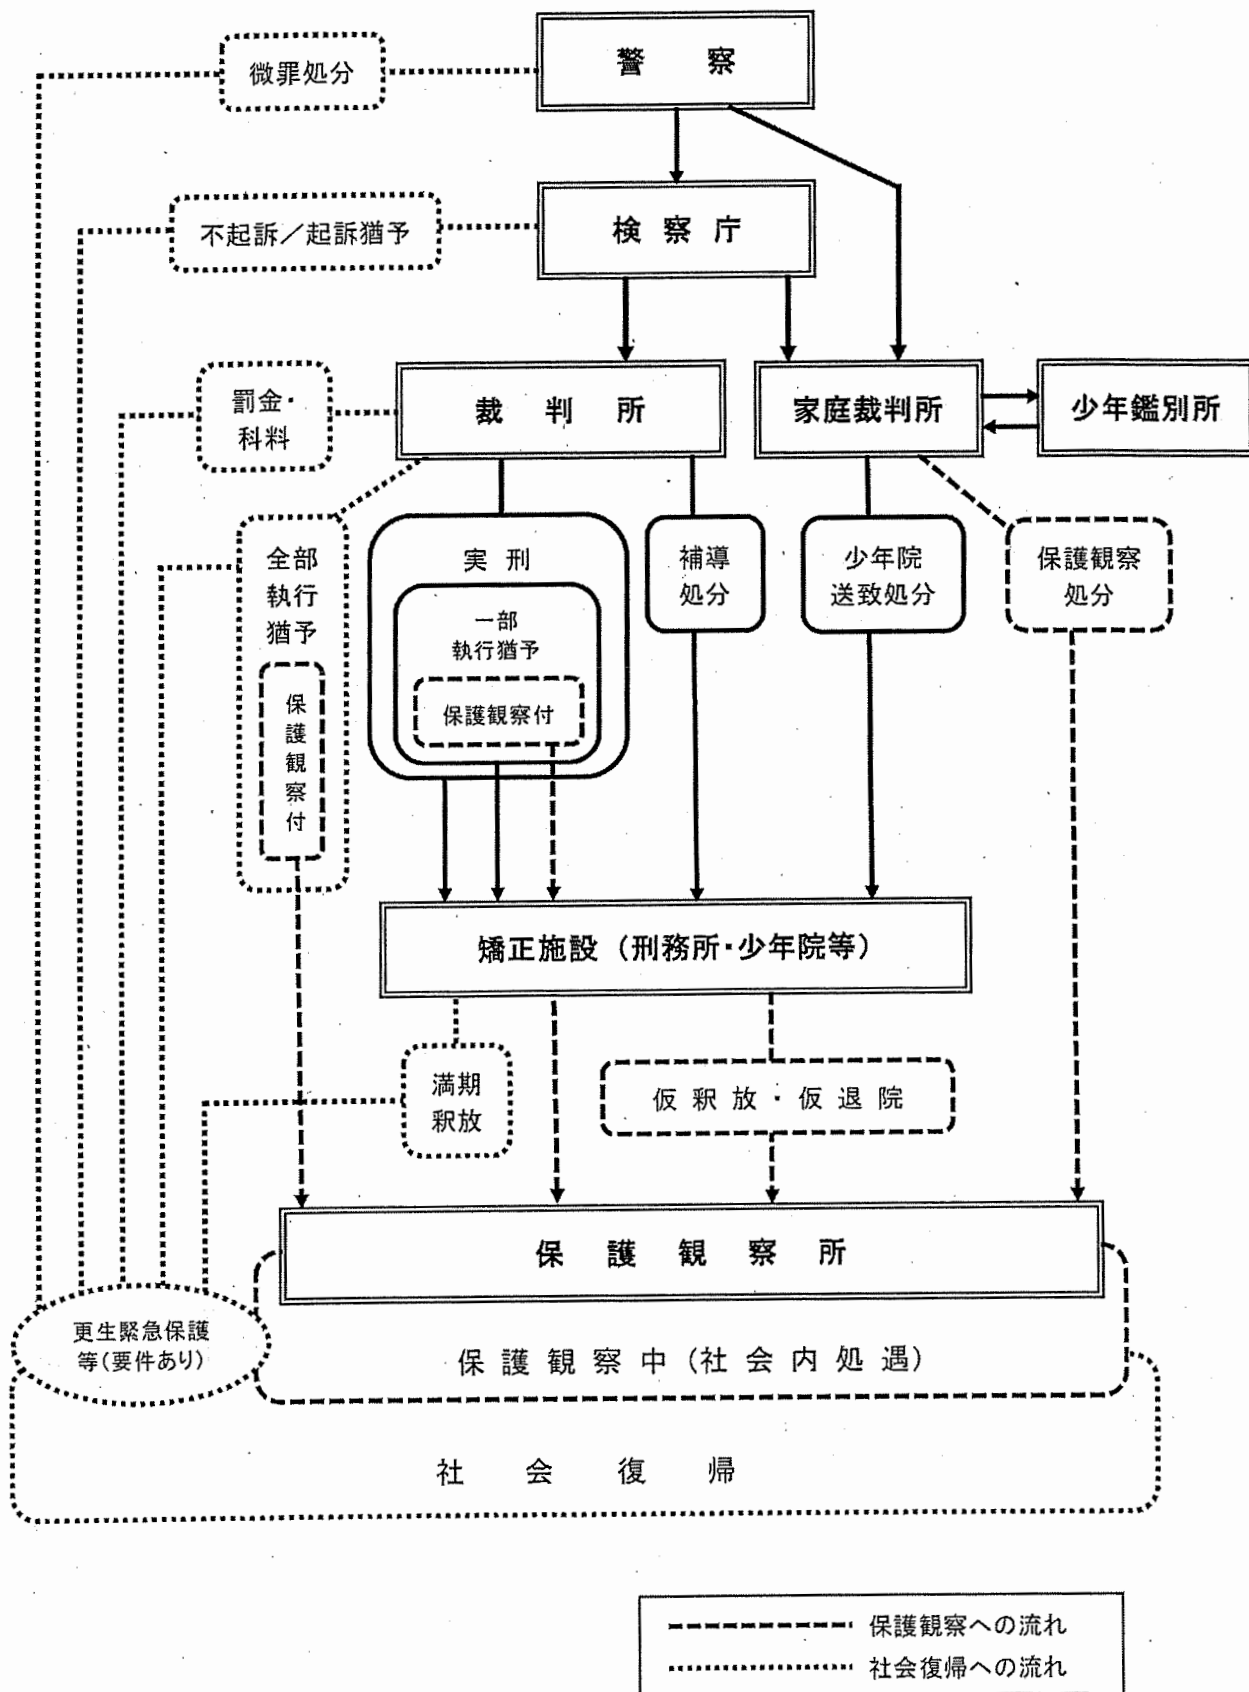 警察
微罪処分
検察庁
不起訴／起訴猶予
裁判所
家庭裁判所
少年鑑別所
罰金・
科料
全部
執行
猶予
保護観察付
実刑
一部
執行猶予
保護観察付
補導
処分
少年院
送致処分
保護観察
処分
矯正施設（刑務所・少年院等）
満期
釈放
仮釈放・仮退院
保護観察所
更生緊急保護
等(要件あり)
保護観察中(社会内処遇)
社会復帰
保護観察への流れ
社会復帰への流れ